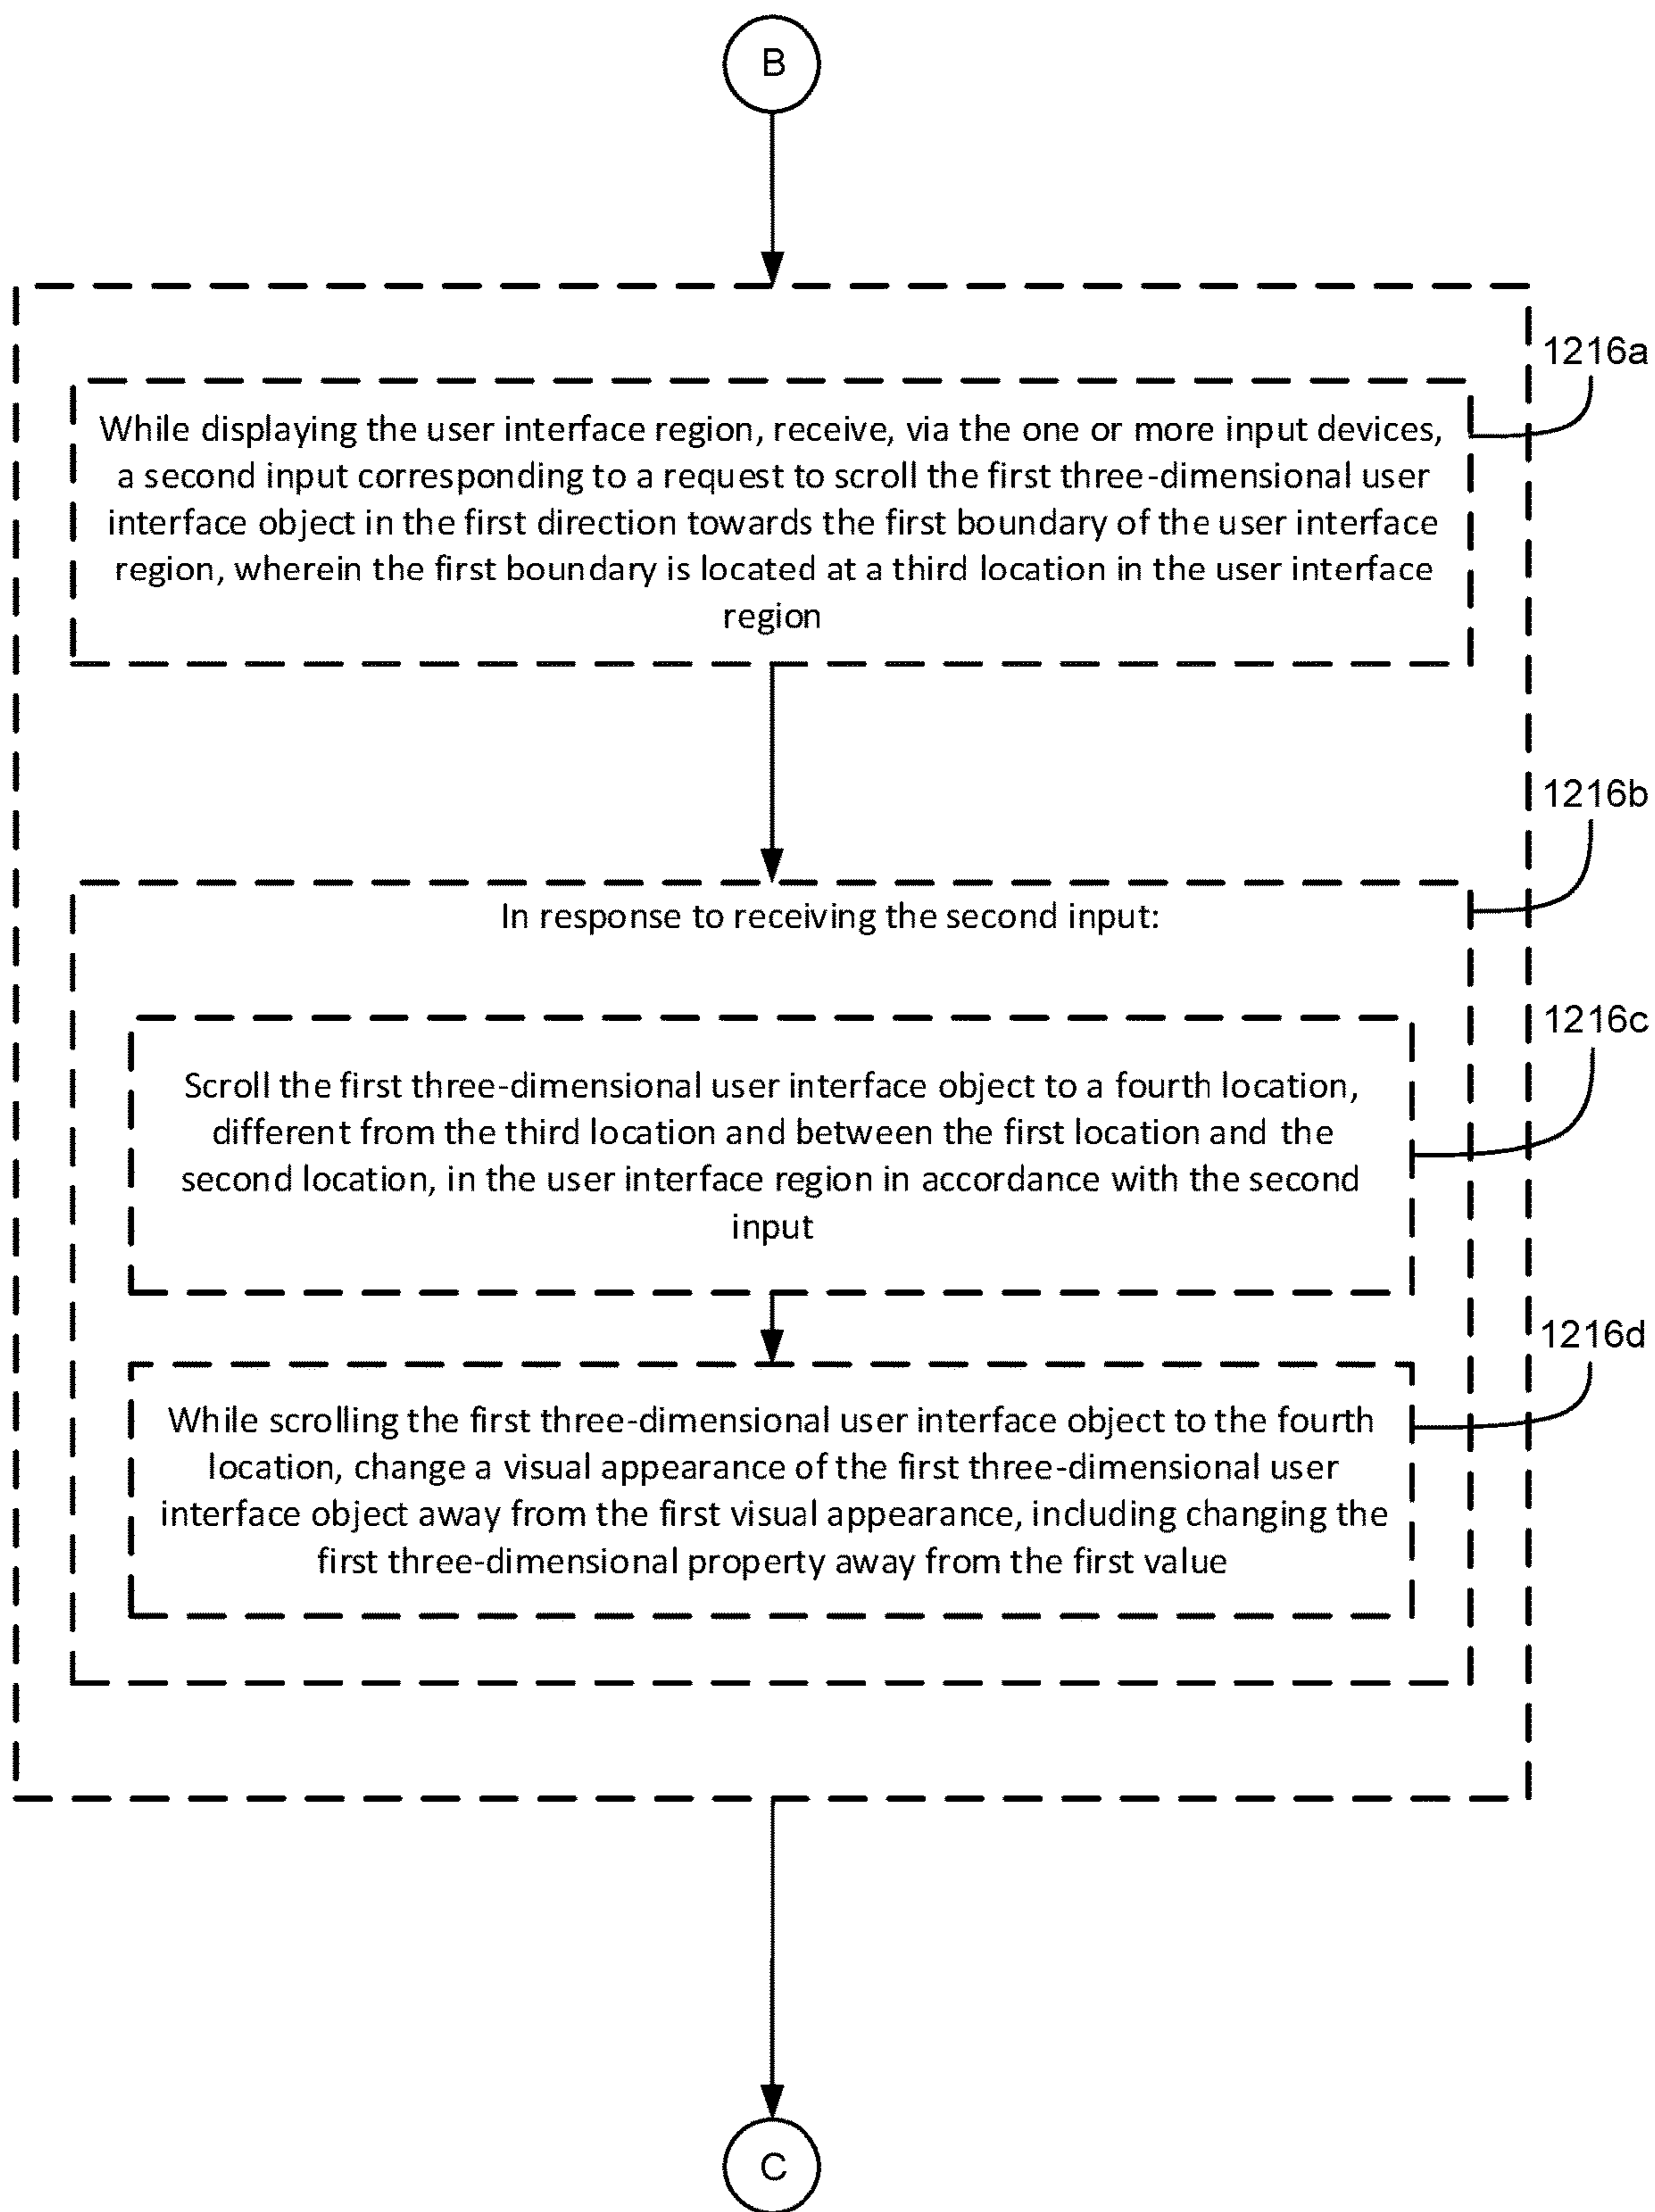 B
1216a
While displaying the user interface region, receive, via the one or more input devices,
a second input corresponding to a request to scroll the first three-dimensional user
interface object in the first direction towards the first boundary of the user interface
region, wherein the first boundary is located at a third location in the user interface
region
1216b
In response to receiving the second input:
1216c
Scroll the first three-dimensional user interface object to a fourth location,
different from the third location and between the first location and the
second location, in the user interface region in accordance with the second
input
1216d
While scrolling the first three-dimensional user interface object to the fourth
location, change a visual appearance of the first three-dimensional user
interface object away from the first visual appearance, including changing the
first three-dimensional property away from the first value
C